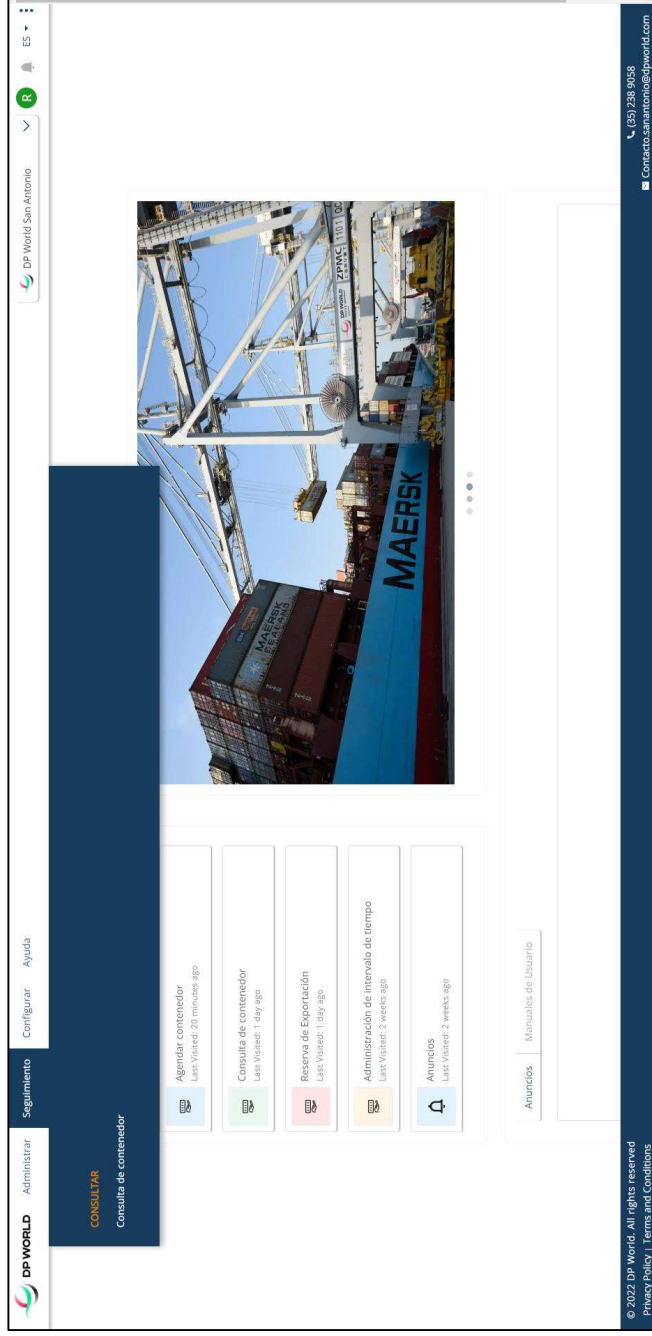 DP WORLD
Administrar
Seguimiento
Configurar
Ayuda
DP World San Antonio
R
ES
CONSULTAR
Consulta de contenedor
Agendar contenedor
Last Visited: 20 minutes ago
Consulta de contenedor
Last Visited: 1 day ago
Reserva de Exportación
Last Visited: 1 day ago
Administración de intervalo de tiempo
Last Visited: 2 weeks ago
Anuncios
Last Visited: 2 weeks ago
MAERSK
SEALAND
MAERSK
DP WORLD
ZPMC
1101 QC
Anuncios
Manuales de Usuario
© 2022 DP World. All rights reserved
Privacy Policy | Terms and Conditions
(35) 238 9058
Contacto.sanantonio@dpworld.com